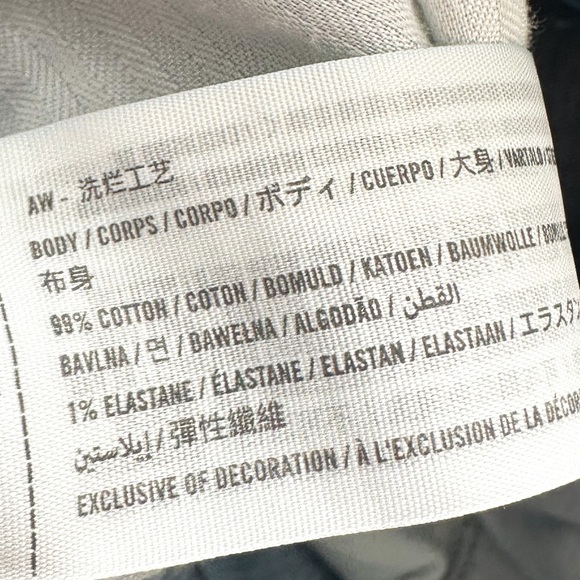 AW - 洗烂工艺
BODY / CORPS / CORPO / ボディ / CUERPO / 大身 / VARTALO /
布身
99% COTTON / COTON / BOMULD / KATOEN / BAUMWOLLE /
BAVLNA / 면 / BAWEŁNA / ALGODÃO / القطن
1% ELASTANE / ÉLASTANE / ELASTAN / ELASTAAN / エラスタン
إيلاستين / 彈性纖維
EXCLUSIVE OF DECORATION / À L'EXCLUSION DE LA DÉCOR